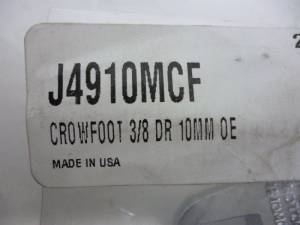 J4910MCF
CROWFOOT 3/8 DR 10MM OE
MADE IN USA